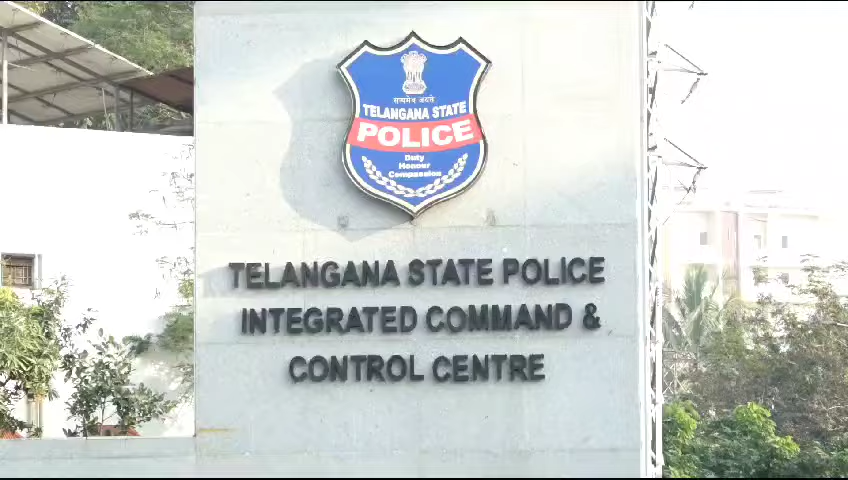 सत्यमेव जयते
TELANGANA STATE
POLICE
Duty
Honour
Compassion
TELANGANA STATE POLICE
INTEGRATED COMMAND &
CONTROL CENTRE